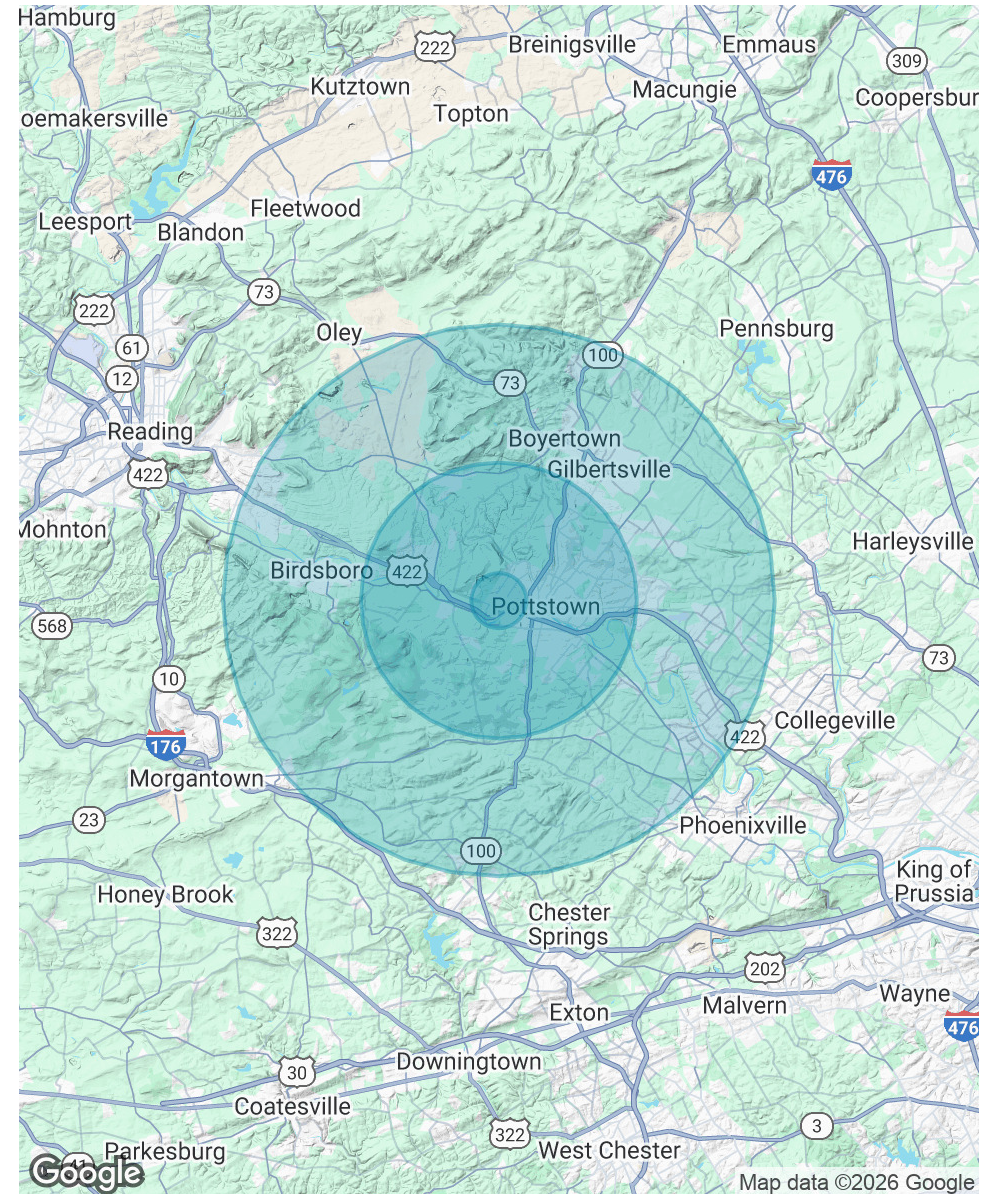 Hamburg
222
Breinigsville
Emmaus
309
Kutztown
Macungie
Coopersbur
Topton
oemakersville
476
Fleetwood
Leesport
Blandon
73
222
Oley
Pennsburg
61
100
12
73
Reading
Boyertown
Gilbertsville
422
Mohnton
Harleysville
Birdsboro
422
Pottstown
568
73
10
Collegeville
422
176
Morgantown
23
Phoenixville
100
King of
Prussia
Honey Brook
Chester
Springs
322
202
Wayne
Malvern
Exton
476
Downingtown
30
Coatesville
3
322
Parkesburg
West Chester
41
Google
Map data ©2026 Google